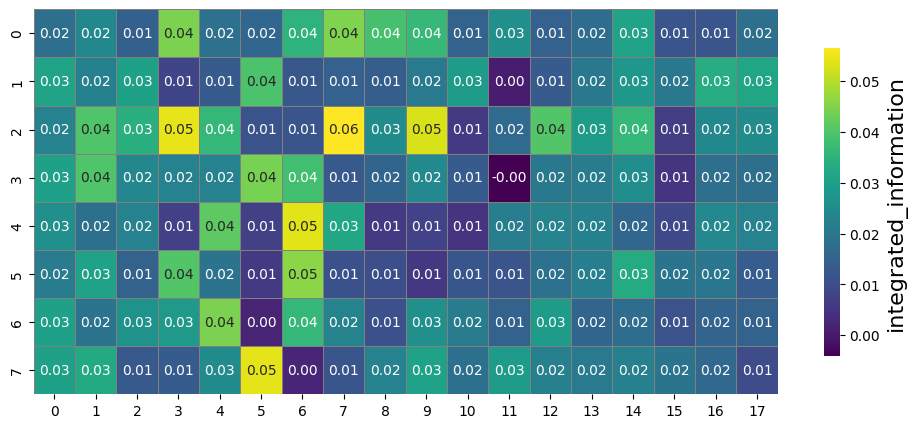 0 0.02 0.02 0.01 0.04 0.02 0.02 0.04 0.04 0.04 0.04 0.01 0.03 0.01 0.02 0.03 0.01 0.01 0.02
1 0.03 0.02 0.03 0.01 0.01 0.04 0.01 0.01 0.01 0.02 0.03 0.00 0.01 0.02 0.03 0.02 0.03 0.03
2 0.02 0.04 0.03 0.05 0.04 0.01 0.01 0.06 0.03 0.05 0.01 0.02 0.04 0.03 0.04 0.01 0.02 0.03
3 0.03 0.04 0.02 0.02 0.02 0.04 0.04 0.01 0.02 0.02 0.01 -0.00 0.02 0.02 0.03 0.01 0.02 0.02
4 0.03 0.02 0.02 0.01 0.04 0.01 0.05 0.03 0.01 0.01 0.01 0.02 0.02 0.02 0.02 0.01 0.02 0.02
5 0.02 0.03 0.01 0.04 0.02 0.01 0.05 0.01 0.01 0.01 0.01 0.01 0.02 0.02 0.03 0.02 0.02 0.01
6 0.03 0.02 0.03 0.03 0.04 0.00 0.04 0.02 0.01 0.03 0.02 0.01 0.03 0.02 0.02 0.01 0.02 0.01
7 0.03 0.03 0.01 0.01 0.03 0.05 0.00 0.01 0.02 0.03 0.02 0.03 0.02 0.02 0.02 0.02 0.02 0.01
0 1 2 3 4 5 6 7 8 9 10 11 12 13 14 15 16 17
0.05
0.04
0.03
0.02
0.01
0.00
integrated_information